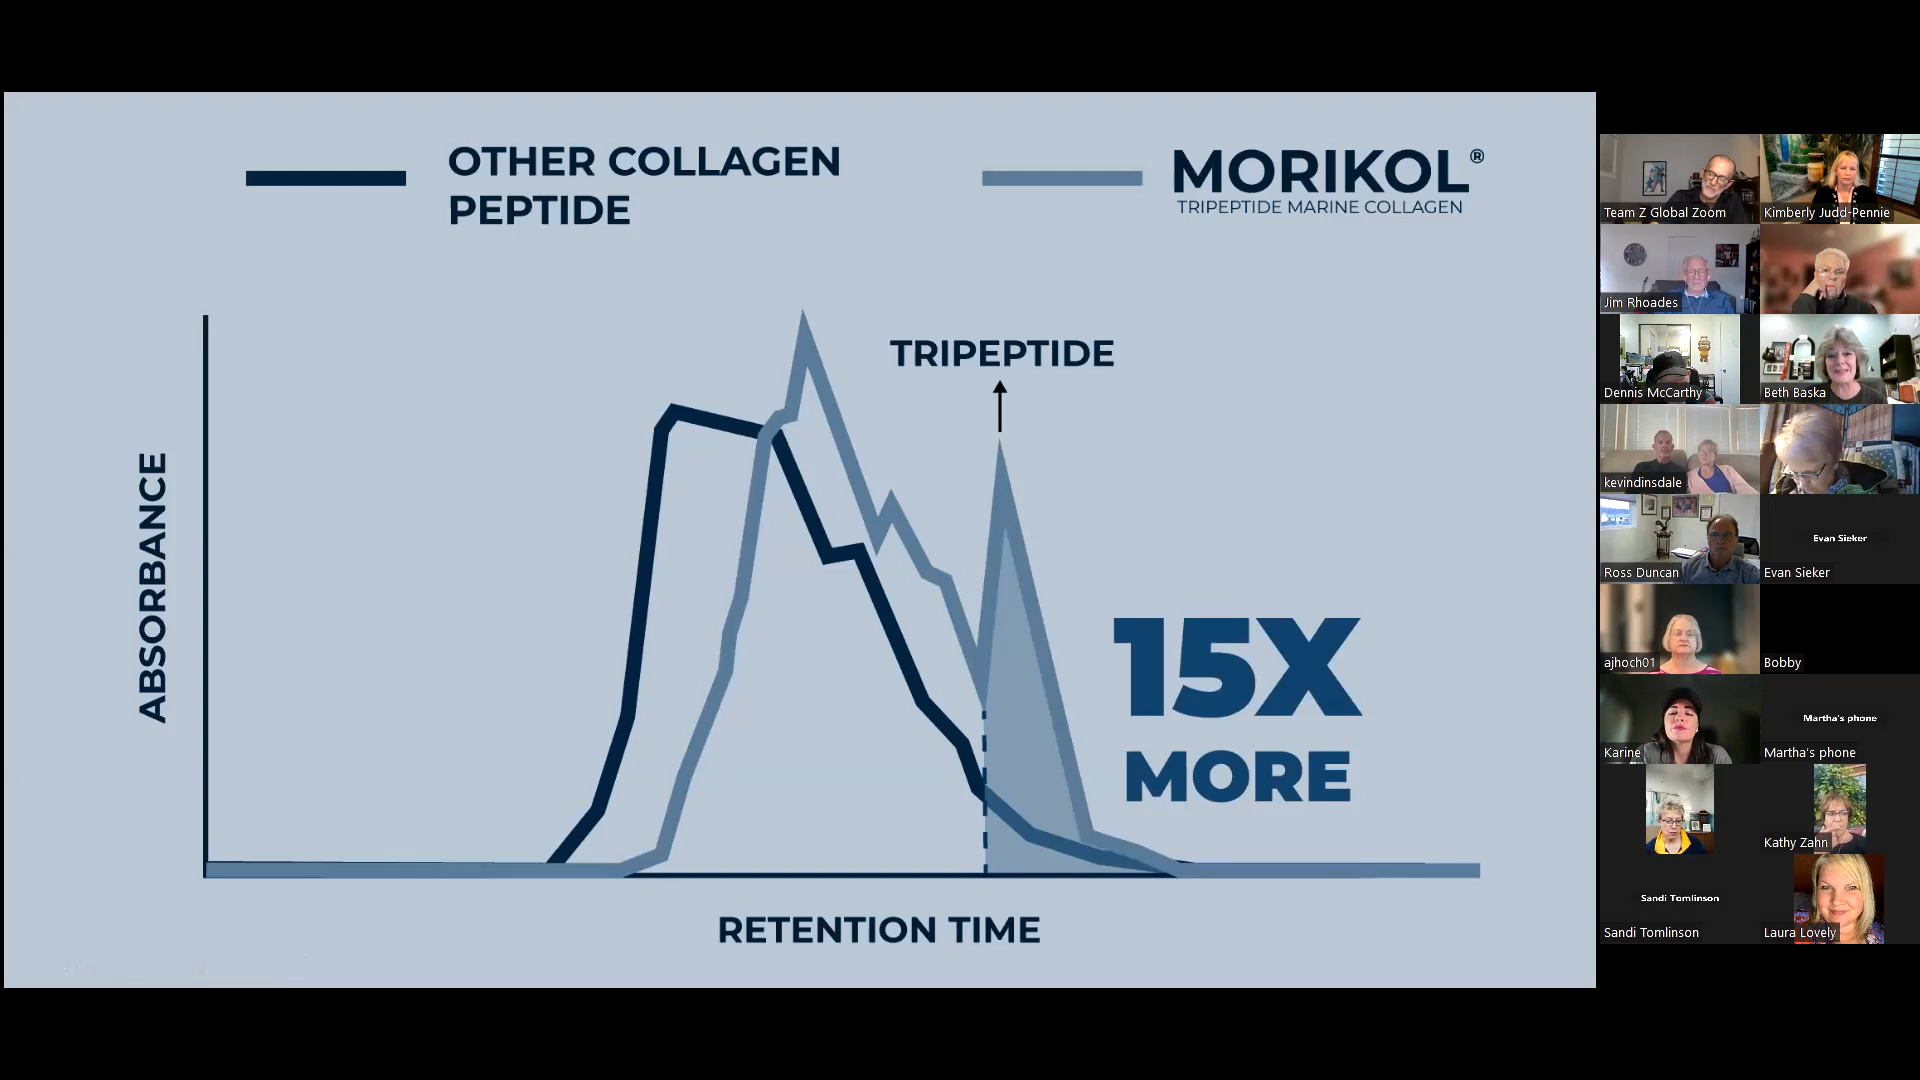 OTHER COLLAGEN
PEPTIDE
MORIKOL®
TRIPEPTIDE MARINE COLLAGEN
TRIPEPTIDE
ABSORBANCE
15X
MORE
RETENTION TIME
Team Z Global Zoom
Kimberly Judd-Pennie
Jim Rhoades
Dennis McCarthy
Beth Baska
kevindinsdale
Ross Duncan
Evan Sieker
Evan Sieker
ajhoch01
Bobby
Karine
Martha's phone
Martha's phone
Kathy Zahn
Sandi Tomlinson
Sandi Tomlinson
Laura Lovely